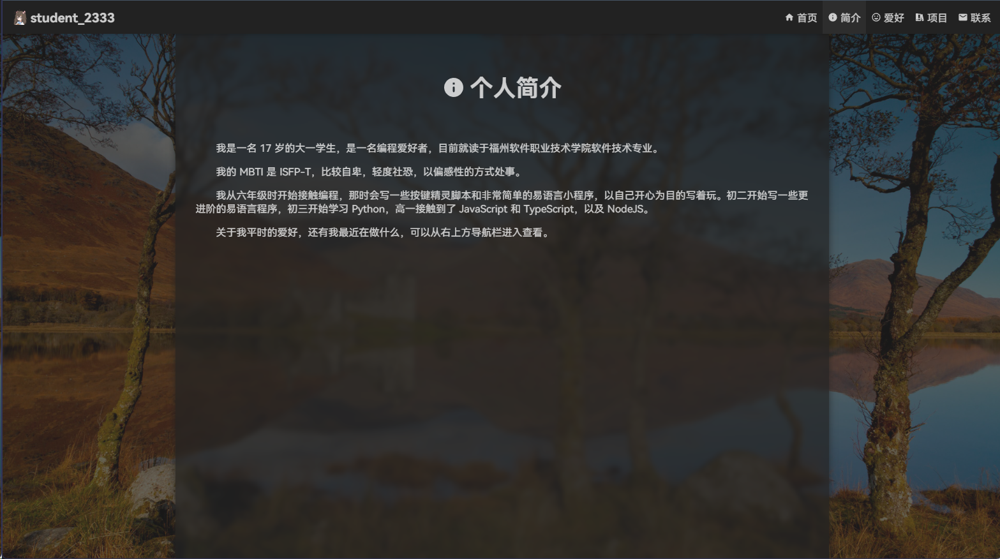 student_2333
首页 简介 爱好 项目 联系
个人简介
我是一名 17 岁的大一学生，是一名编程爱好者，目前就读于福州软件职业技术学院软件技术专业。
我的 MBTI 是 ISFP-T，比较自卑，轻度社恐，以偏感性的方式处事。
我从六年级时开始接触编程，那时会写一些按键精灵脚本和非常简单的易语言小程序，以自己开心为目的写着玩。初二开始写一些更
进阶的易语言程序，初三开始学习 Python，高一接触到了 JavaScript 和 TypeScript，以及 NodeJS。
关于我平时的爱好，还有我最近在做什么，可以从右上方导航栏进入查看。